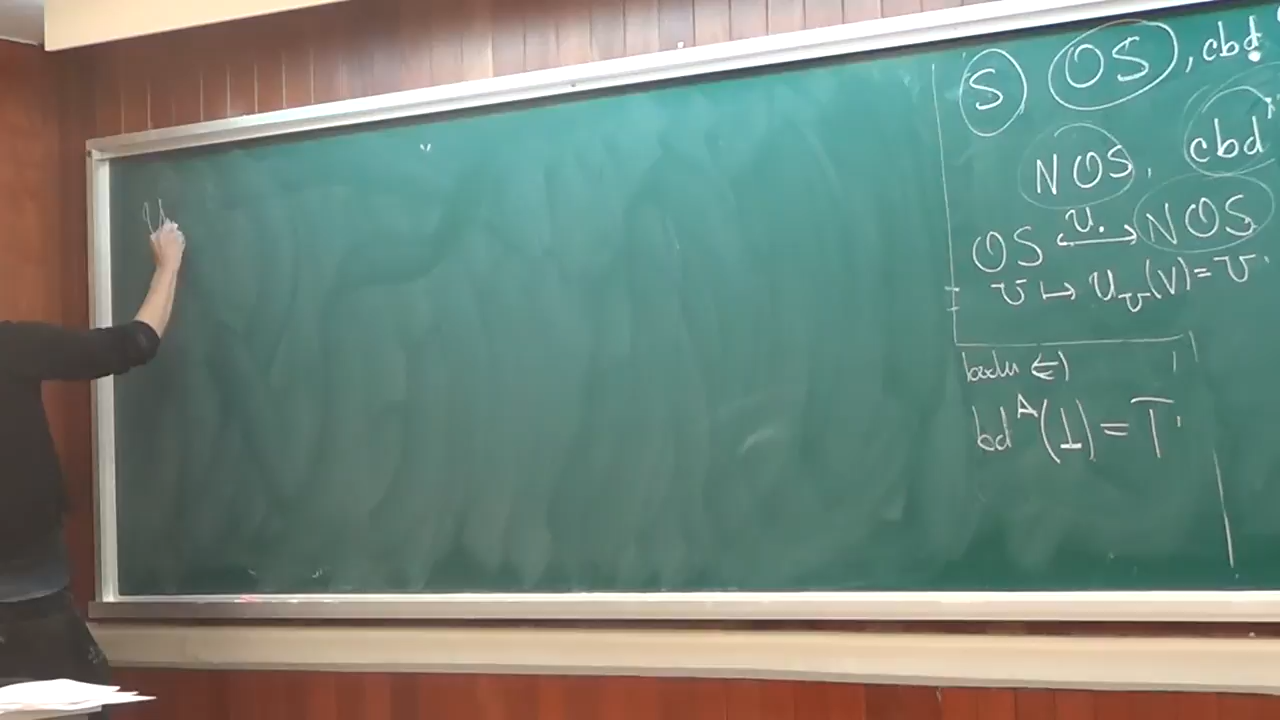 U
S OS, cbd
NOS, cbd
OS ⟷ NOS
v ↦ U_v(V) = v
bd^A(⊥) = ⊤